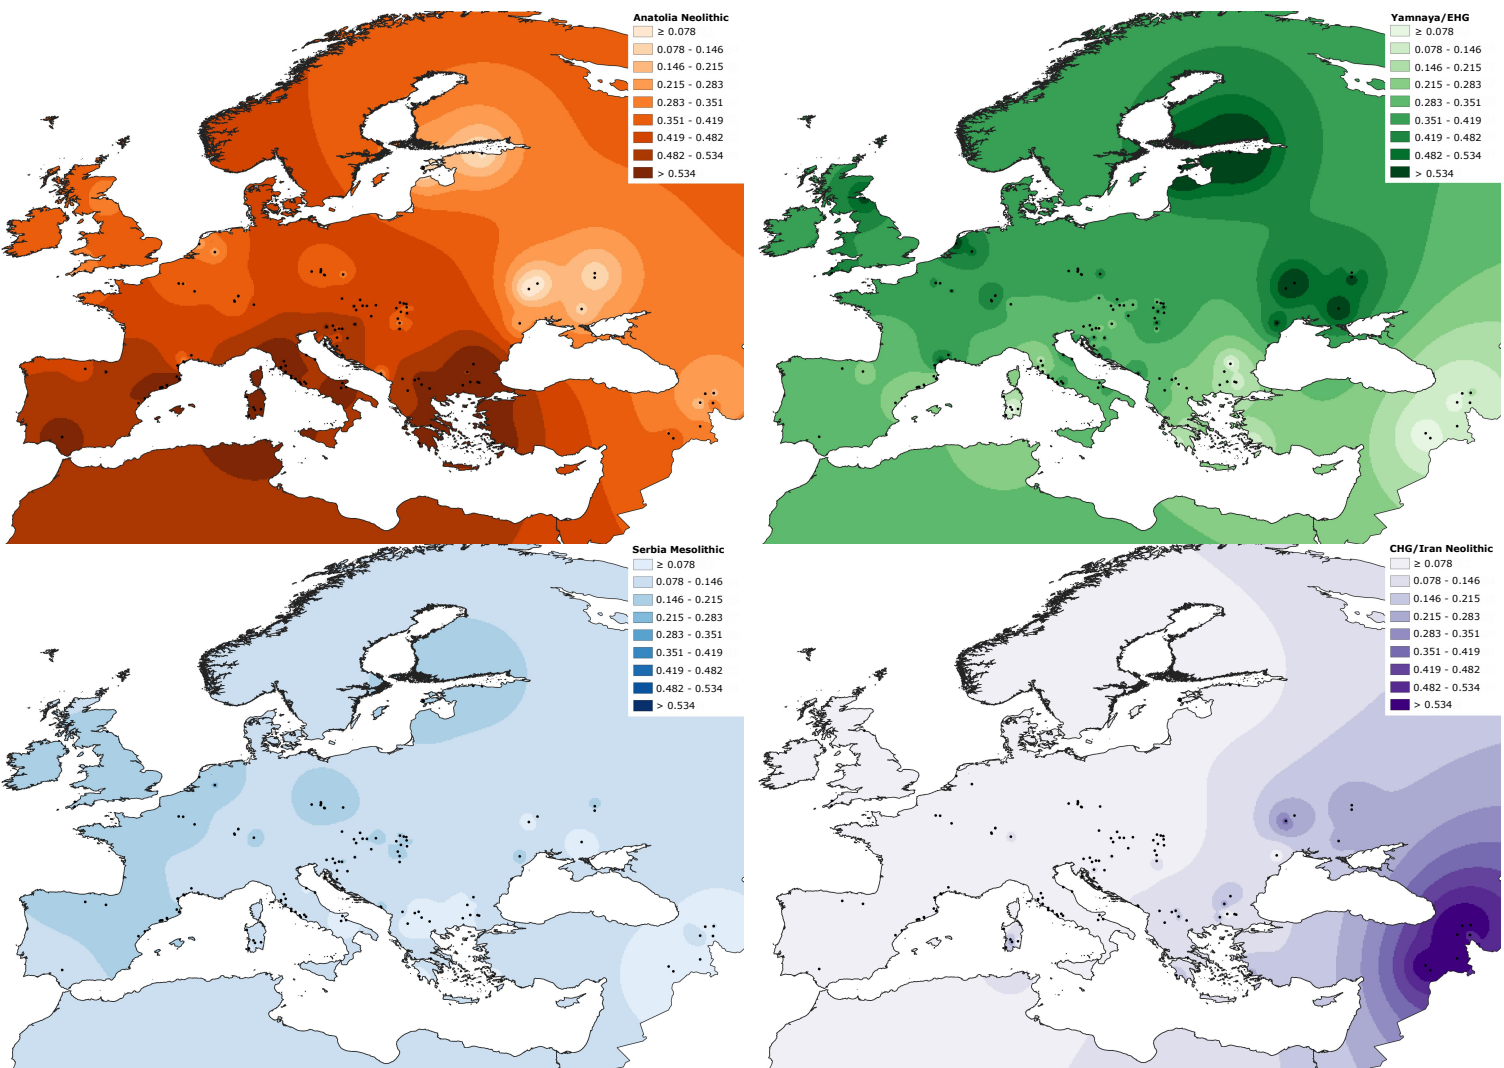 Anatolia Neolithic
≥ 0.078
0.078 - 0.146
0.146 - 0.215
0.215 - 0.283
0.283 - 0.351
0.351 - 0.419
0.419 - 0.482
0.482 - 0.534
> 0.534
Yamnaya/EHG
≥ 0.078
0.078 - 0.146
0.146 - 0.215
0.215 - 0.283
0.283 - 0.351
0.351 - 0.419
0.419 - 0.482
0.482 - 0.534
> 0.534
Serbia Mesolithic
≥ 0.078
0.078 - 0.146
0.146 - 0.215
0.215 - 0.283
0.283 - 0.351
0.351 - 0.419
0.419 - 0.482
0.482 - 0.534
> 0.534
CHG/Iran Neolithic
≥ 0.078
0.078 - 0.146
0.146 - 0.215
0.215 - 0.283
0.283 - 0.351
0.351 - 0.419
0.419 - 0.482
0.482 - 0.534
> 0.534